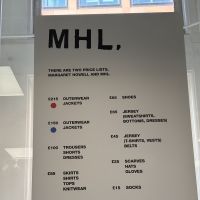 MHL.
THERE ARE TWO PRICE LISTS,
MARGARET HOWELL AND MHL.
£215 OUTERWEAR
JACKETS
£150 OUTERWEAR
JACKETS
£100 TROUSERS
SHORTS
DRESSES
£65 SKIRTS
SHIRTS
TOPS
KNITWEAR
£65 SHOES
£55 JERSEY
(SWEATSHIRTS,
BOTTOMS, DRESSES)
£45 JERSEY
(T-SHIRTS, VESTS)
BELTS
£25 SCARVES
HATS
GLOVES
£15 SOCKS